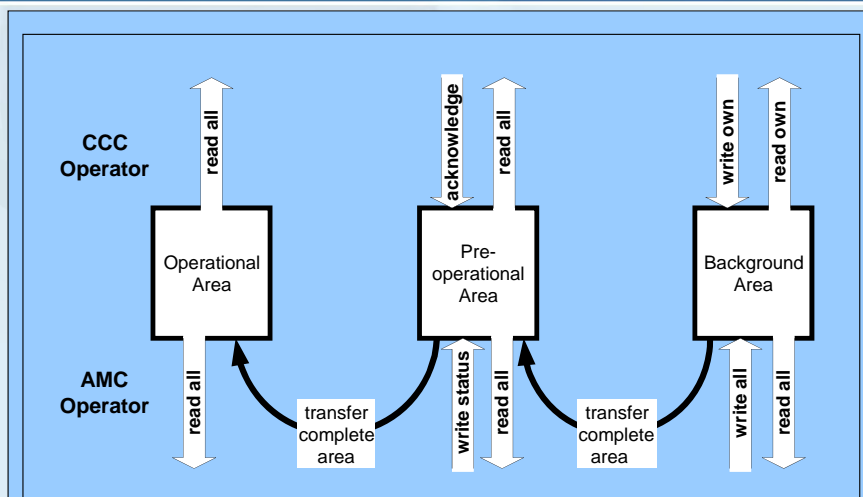 read all
acknowledge
read all
write own
read own
CCC
Operator
Operational
Area
Pre-
operational
Area
Background
Area
AMC
Operator
read all
transfer
complete
area
write status
read all
transfer
complete
area
write all
read all